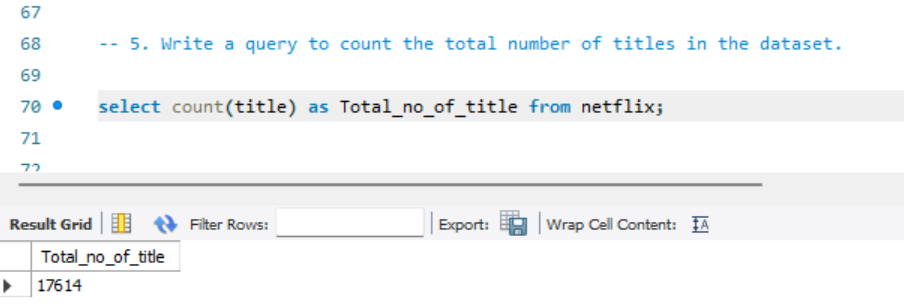 67
68 -- 5. Write a query to count the total number of titles in the dataset.
69
70 select count(title) as Total_no_of_title from netflix;
71
72
Result Grid Filter Rows: Export: Wrap Cell Content: IA
Total_no_of_title
17614